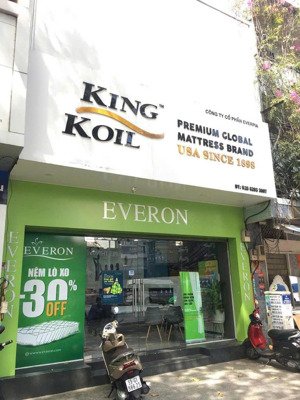 KING
KOIL
CÔNG TY CỔ PHẦN EVERPIA
PREMIUM GLOBAL
MATTRESS BRAND
USA SINCE 1898
EVERON
EVERON
EVERON
NỆM LÒ XO
-30%
OFF
EVERON